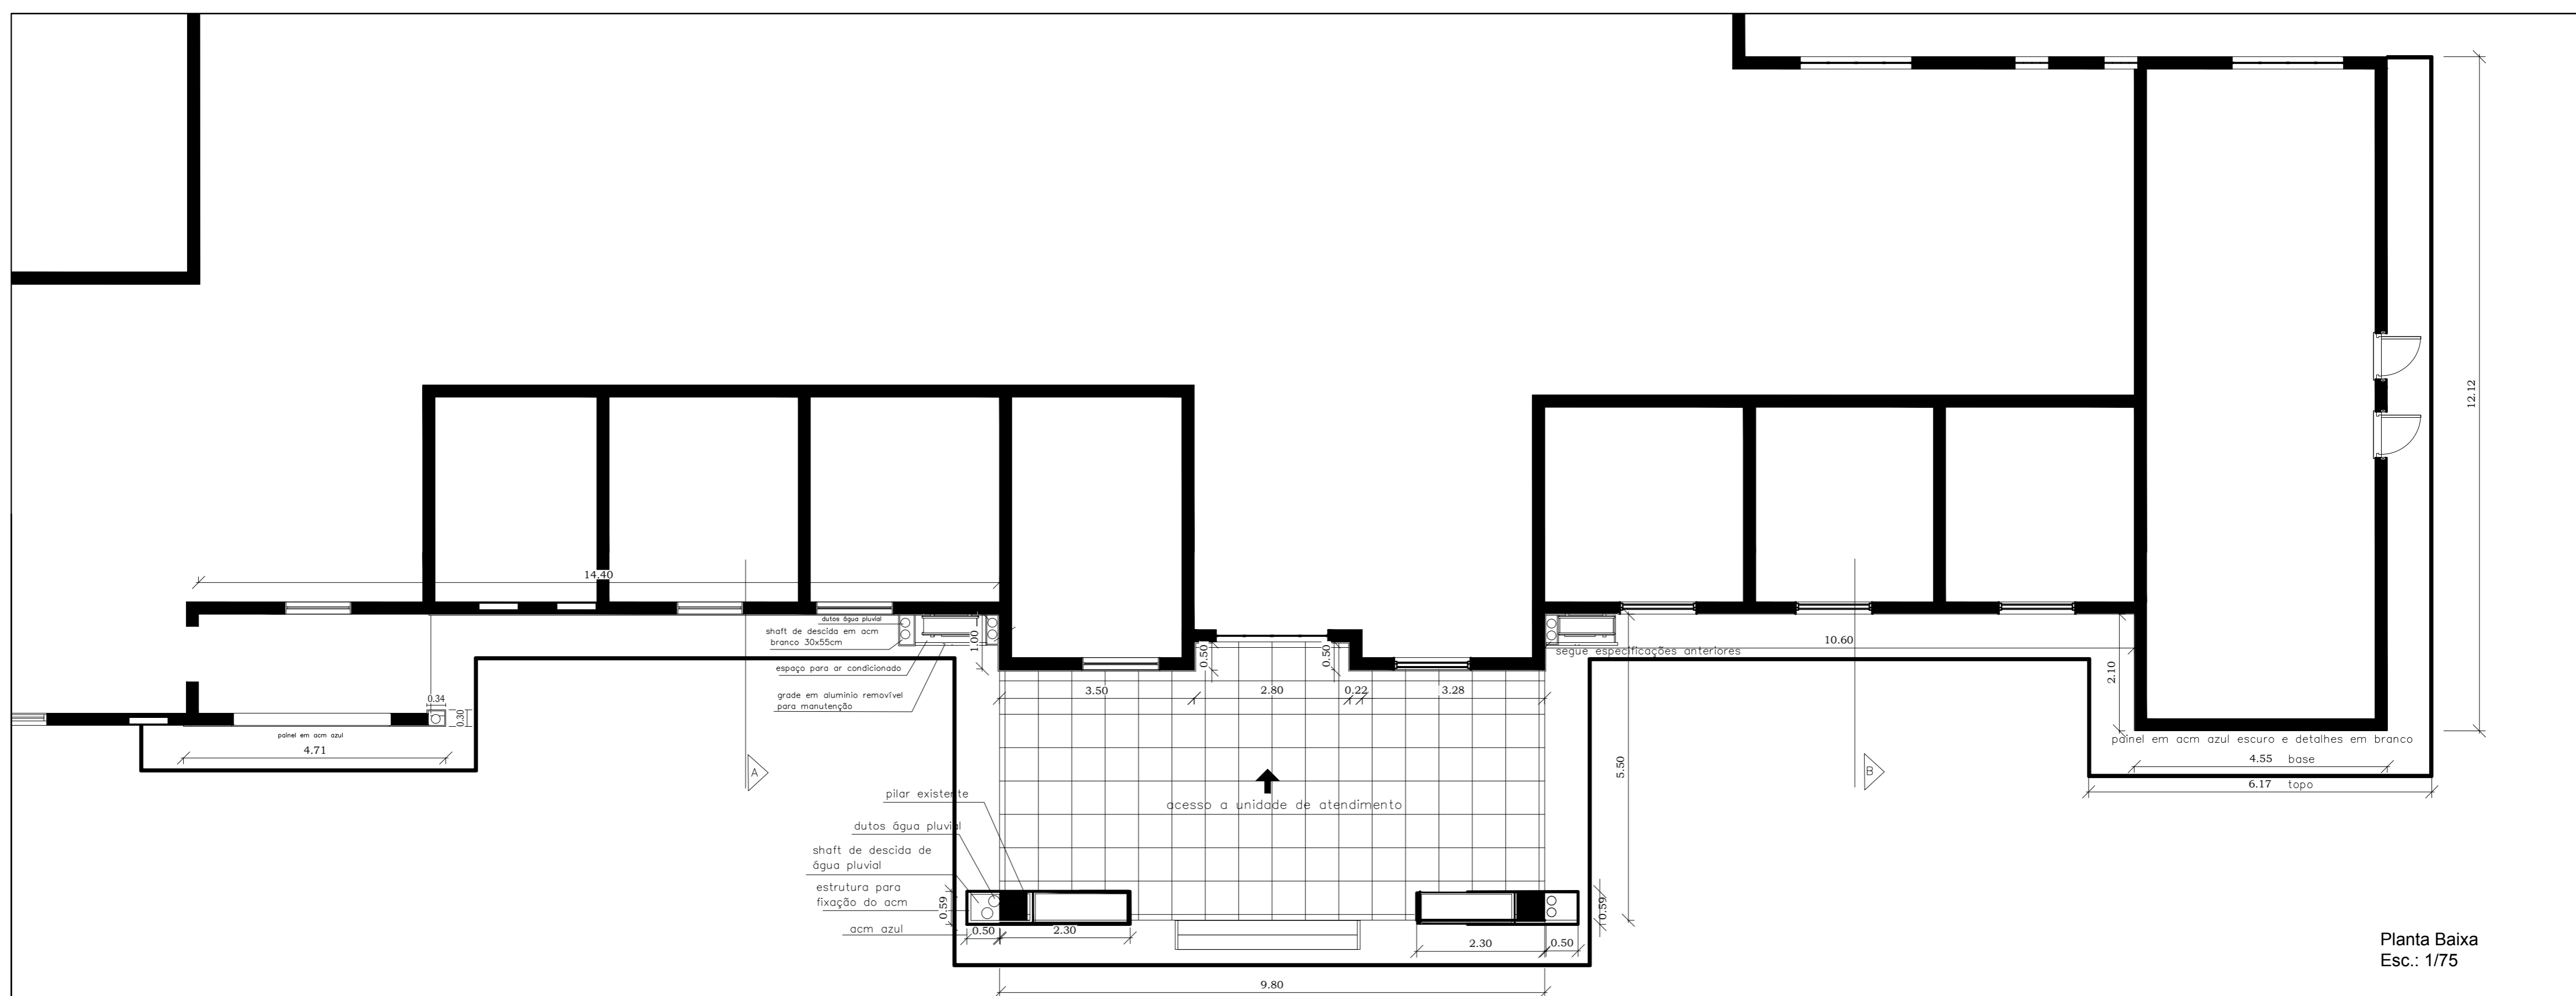 12.12
14.40
dutos água pluvial
shaft de descida em acm
branco 30x55cm
1.00
espaço para ar condicionado
grade em aluminio removível
para manutenção
0.50
0.50
3.50
2.80
0.22
3.28
segue especificações anteriores
10.60
2.10
0.34
0.30
painel em acm azul
4.71
A
B
painel em acm azul escuro e detalhes em branco
4.55 base
6.17 topo
5.50
acesso a unidade de atendimento
pilar existente
dutos água pluvial
shaft de descida de
água pluvial
estrutura para
fixação do acm
acm azul
0.59
0.50
2.30
2.30
0.50
0.59
9.80
Planta Baixa
Esc.: 1/75